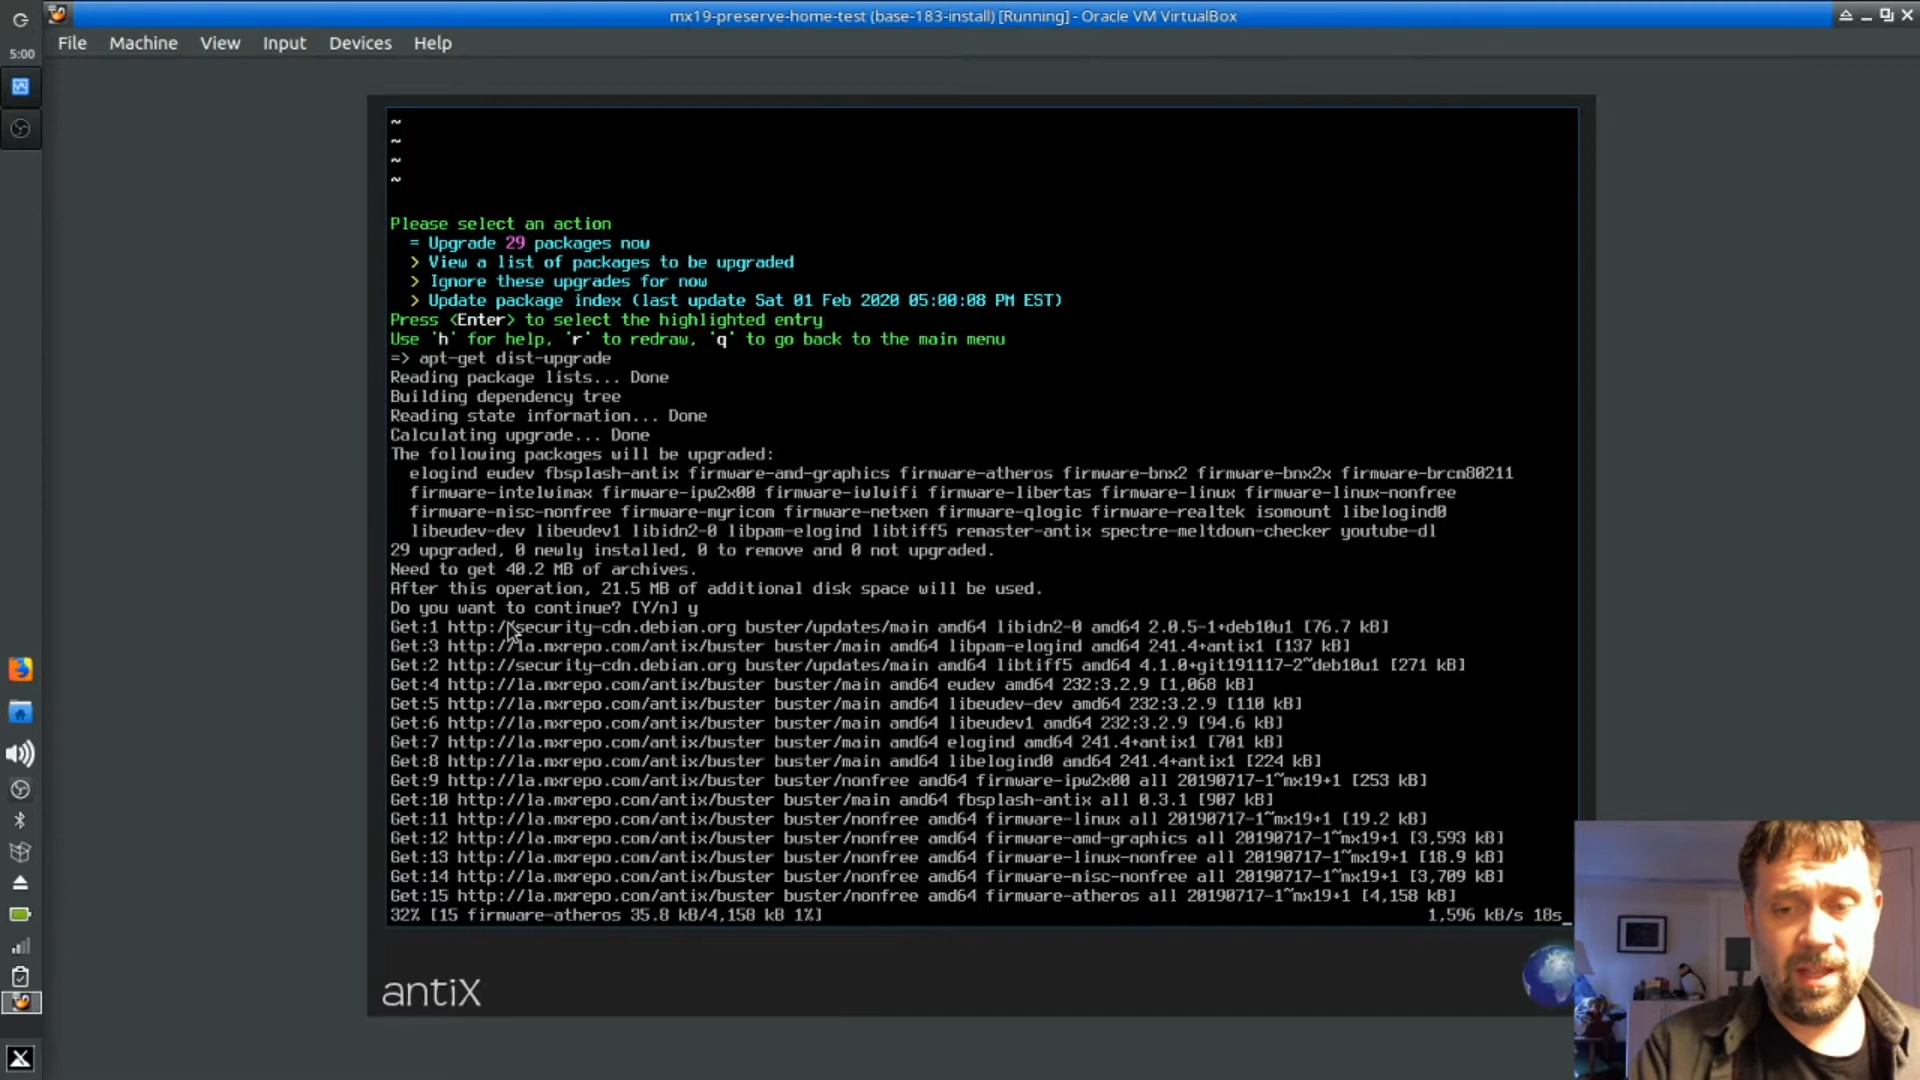 mx19-preserve-home-test (base-183-install) [Running] - Oracle VM VirtualBox
5:00
File Machine View Input Devices Help
~
~
~
~
Please select an action
= Upgrade 29 packages now
> View a list of packages to be upgraded
> Ignore these upgrades for now
> Update package index (last update Sat 01 Feb 2020 05:00:08 PM EST)
Press <Enter> to select the highlighted entry
Use 'h' for help, 'r' to redraw, 'q' to go back to the main menu
=> apt-get dist-upgrade
Reading package lists... Done
Building dependency tree
Reading state information... Done
Calculating upgrade... Done
The following packages will be upgraded:
elogind eudev fbsplash-antix firmware-amd-graphics firmware-atheros firmware-bnx2 firmware-bnx2x firmware-brcm80211
firmware-intelwimax firmware-ipw2x00 firmware-iwlwifi firmware-libertas firmware-linux firmware-linux-nonfree
firmware-misc-nonfree firmware-myricom firmware-netxen firmware-qlogic firmware-realtek isomount libelogind0
libeudev-dev libeudev1 libidn2-0 libpam-elogind libtiff5 remaster-antix spectre-meltdown-checker youtube-dl
29 upgraded, 0 newly installed, 0 to remove and 0 not upgraded.
Need to get 40.2 MB of archives.
After this operation, 21.5 MB of additional disk space will be used.
Do you want to continue? [Y/n] y
Get:1 http://security-cdn.debian.org buster/updates/main amd64 libidn2-0 amd64 2.0.5-1+deb10u1 [76.7 kB]
Get:3 http://la.mxrepo.com/antix/buster buster/main amd64 libpam-elogind amd64 241.4+antix1 [137 kB]
Get:2 http://security-cdn.debian.org buster/updates/main amd64 libtiff5 amd64 4.1.0+git191117-2~deb10u1 [271 kB]
Get:4 http://la.mxrepo.com/antix/buster buster/main amd64 eudev amd64 232:3.2.9 [1,068 kB]
Get:5 http://la.mxrepo.com/antix/buster buster/main amd64 libeudev-dev amd64 232:3.2.9 [110 kB]
Get:6 http://la.mxrepo.com/antix/buster buster/main amd64 libeudev1 amd64 232:3.2.9 [94.6 kB]
Get:7 http://la.mxrepo.com/antix/buster buster/main amd64 elogind amd64 241.4+antix1 [701 kB]
Get:8 http://la.mxrepo.com/antix/buster buster/main amd64 libelogind0 amd64 241.4+antix1 [224 kB]
Get:9 http://la.mxrepo.com/antix/buster buster/nonfree amd64 firmware-ipw2x00 all 20190717-1~mx19+1 [253 kB]
Get:10 http://la.mxrepo.com/antix/buster buster/main amd64 fbsplash-antix all 0.3.1 [907 kB]
Get:11 http://la.mxrepo.com/antix/buster buster/nonfree amd64 firmware-linux all 20190717-1~mx19+1 [19.2 kB]
Get:12 http://la.mxrepo.com/antix/buster buster/nonfree amd64 firmware-amd-graphics all 20190717-1~mx19+1 [3,593 kB]
Get:13 http://la.mxrepo.com/antix/buster buster/nonfree amd64 firmware-linux-nonfree all 20190717-1~mx19+1 [18.9 kB]
Get:14 http://la.mxrepo.com/antix/buster buster/nonfree amd64 firmware-misc-nonfree all 20190717-1~mx19+1 [3,709 kB]
Get:15 http://la.mxrepo.com/antix/buster buster/nonfree amd64 firmware-atheros all 20190717-1~mx19+1 [4,158 kB]
32% [15 firmware-atheros 35.8 kB/4,158 kB 1%] 1,596 kB/s 18s_
antiX